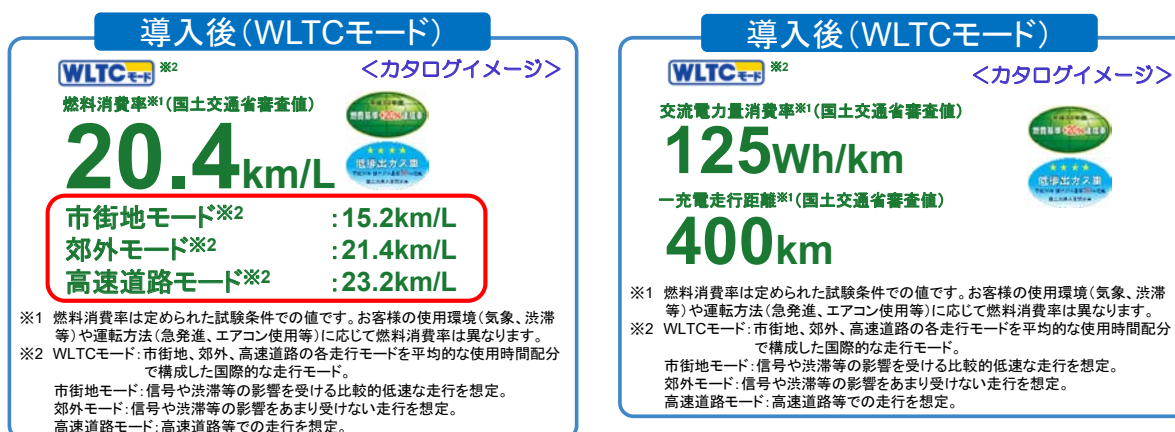 導入後(WLTCモード)
WLTCモード ※2
<カタログイメージ>
燃料消費率※1(国土交通省審査値)
20.4km/L
市街地モード※2 :15.2km/L
郊外モード※2 :21.4km/L
高速道路モード※2 :23.2km/L
※1 燃料消費率は定められた試験条件での値です。お客様の使用環境(気象、渋滞
等)や運転方法(急発進、エアコン使用等)に応じて燃料消費率は異なります。
※2 WLTCモード:市街地、郊外、高速道路の各走行モードを平均的な使用時間配分
で構成した国際的な走行モード。
市街地モード:信号や渋滞等の影響を受ける比較的低速な走行を想定。
郊外モード:信号や渋滞等の影響をあまり受けない走行を想定。
高速道路モード:高速道路等での走行を想定。
低排出ガス車
導入後(WLTCモード)
WLTCモード ※2
<カタログイメージ>
交流電力量消費率※1(国土交通省審査値)
125Wh/km
一充電走行距離※1(国土交通省審査値)
400km
低排出ガス車
※1 燃料消費率は定められた試験条件での値です。お客様の使用環境(気象、渋滞
等)や運転方法(急発進、エアコン使用等)に応じて燃料消費率は異なります。
※2 WLTCモード:市街地、郊外、高速道路の各走行モードを平均的な使用時間配分
で構成した国際的な走行モード。
市街地モード:信号や渋滞等の影響を受ける比較的低速な走行を想定。
郊外モード:信号や渋滞等の影響をあまり受けない走行を想定。
高速道路モード:高速道路等での走行を想定。